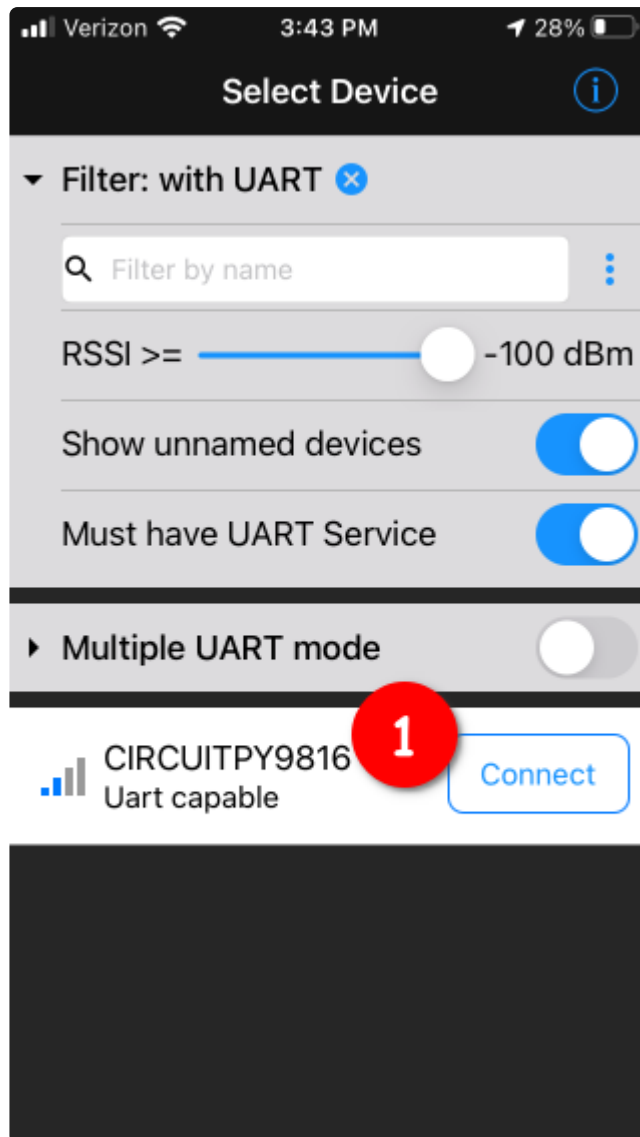 Verizon 3:43 PM 28%
Select Device
Filter: with UART
Filter by name
RSSI >= -100 dBm
Show unnamed devices
Must have UART Service
Multiple UART mode
1
CIRCUITPY9816
Uart capable
Connect